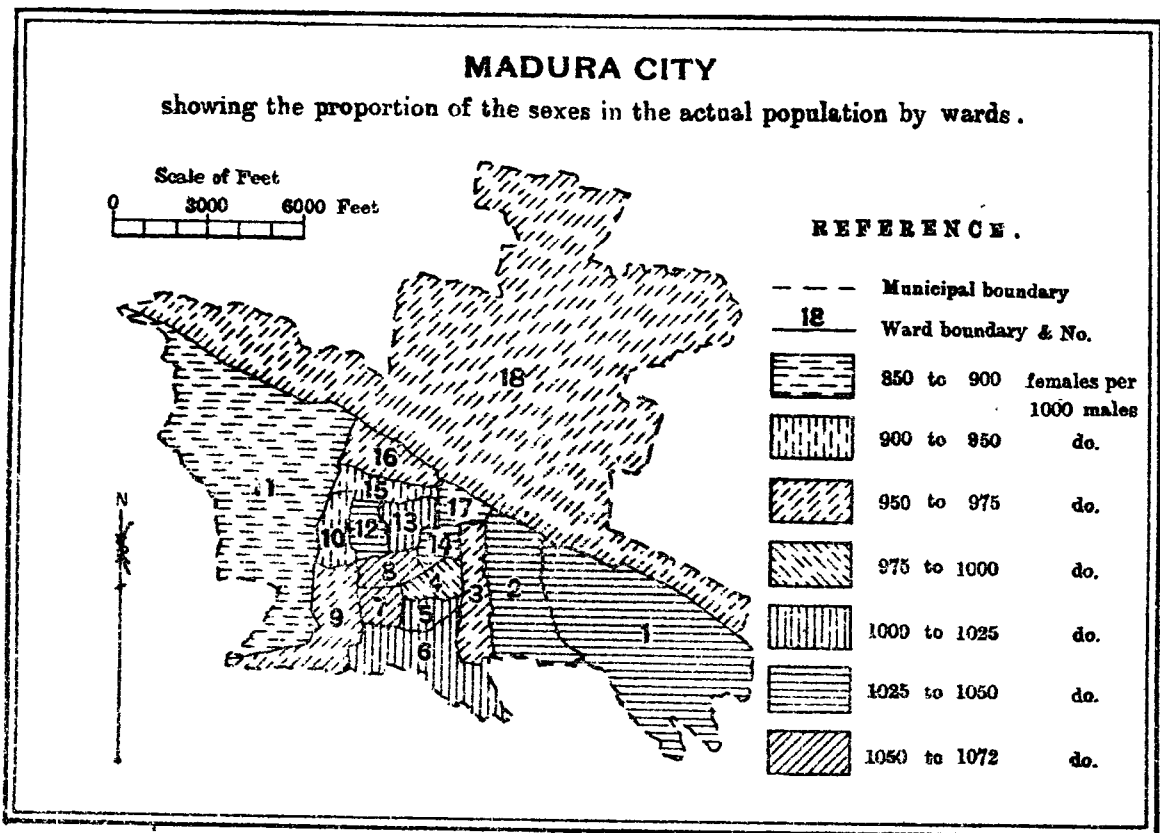 MADURA CITY
showing the proportion of the sexes in the actual population by wards.
Scale of Feet
0 3000 6000 Feet
REFERENCE.
Municipal boundary
18
Ward boundary & No.
850 to 900 females per
1000 males
900 to 950 do.
950 to 975 do.
975 to 1000 do.
1000 to 1025 do.
1025 to 1050 do.
1050 to 1072 do.
N
18
16
11
15
17
12
13
10
14
8
4
2
3
9
7
5
1
6